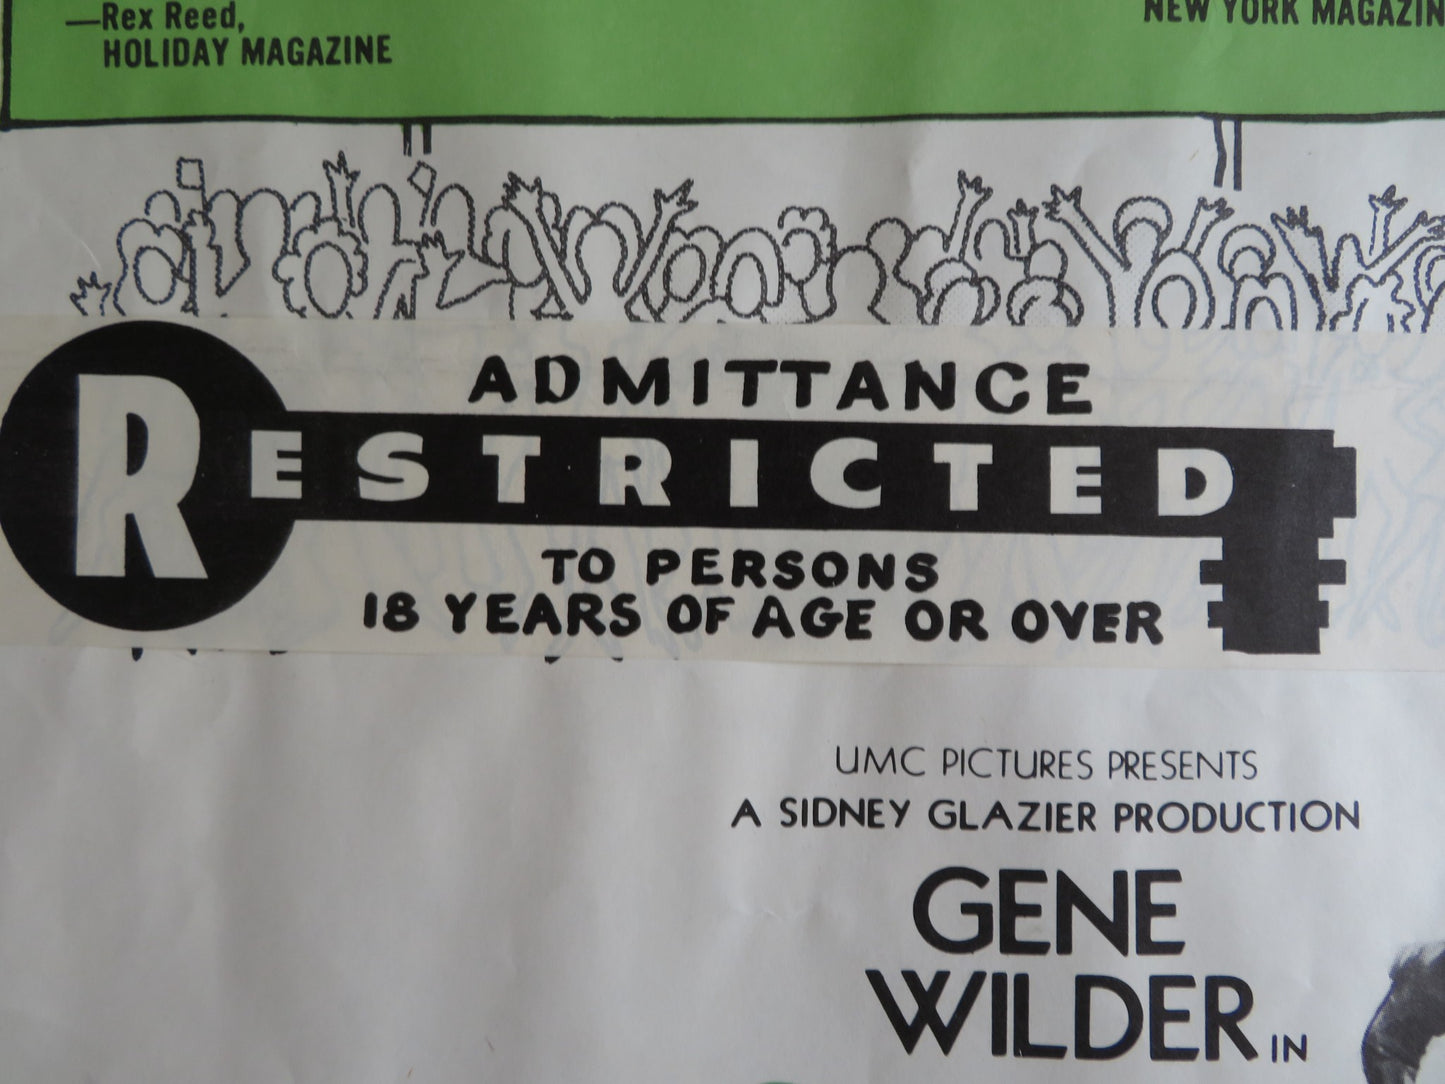 —Rex Reed,
HOLIDAY MAGAZINE
NEW YORK MAGAZIN
ADMITTANCE
RESTRICTED
TO PERSONS
18 YEARS OF AGE OR OVER
UMC PICTURES PRESENTS
A SIDNEY GLAZIER PRODUCTION
GENE
WILDER IN